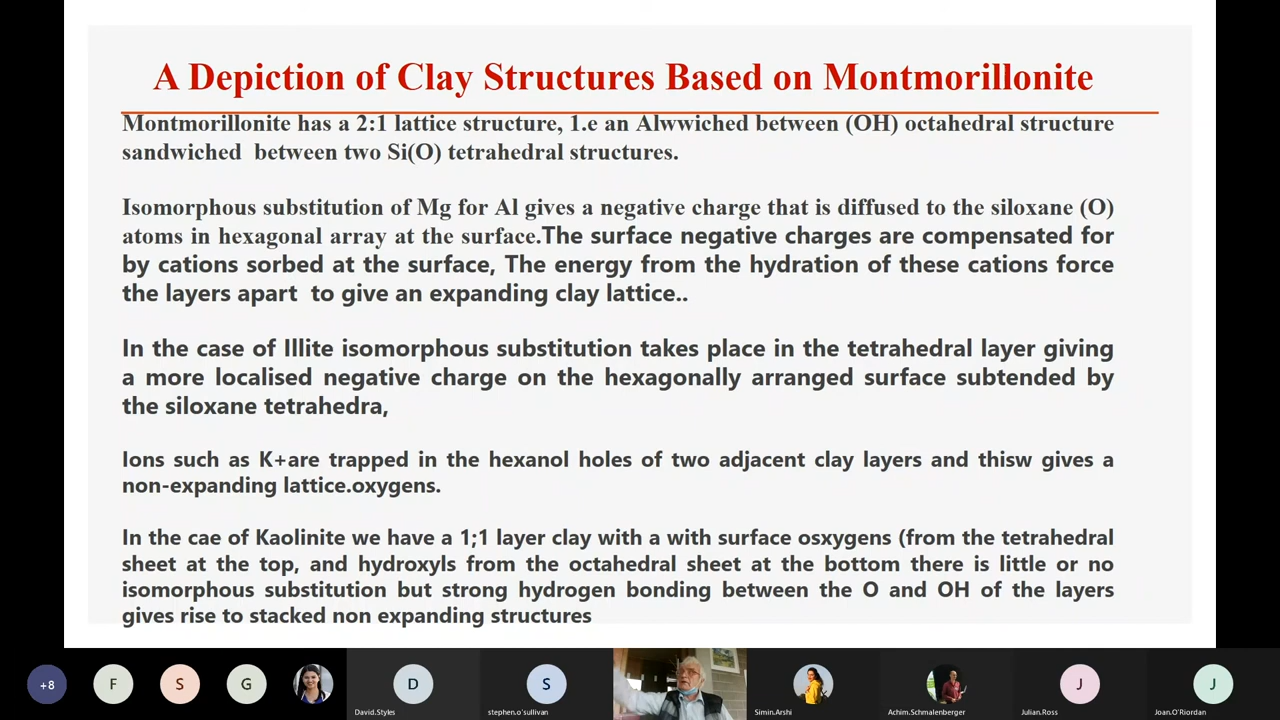 A Depiction of Clay Structures Based on Montmorillonite
Montmorillonite has a 2:1 lattice structure, 1.e an Alwwiched between (OH) octahedral structure
sandwiched between two Si(O) tetrahedral structures.
Isomorphous substitution of Mg for Al gives a negative charge that is diffused to the siloxane (O)
atoms in hexagonal array at the surface.The surface negative charges are compensated for
by cations sorbed at the surface, The energy from the hydration of these cations force
the layers apart to give an expanding clay lattice..
In the case of Illite isomorphous substitution takes place in the tetrahedral layer giving
a more localised negative charge on the hexagonally arranged surface subtended by
the siloxane tetrahedra,
Ions such as K+are trapped in the hexanol holes of two adjacent clay layers and thisw gives a
non-expanding lattice.oxygens.
In the cae of Kaolinite we have a 1;1 layer clay with a with surface osxygens (from the tetrahedral
sheet at the top, and hydroxyls from the octahedral sheet at the bottom there is little or no
isomorphous substitution but strong hydrogen bonding between the O and OH of the layers
gives rise to stacked non expanding structures
+8 F S G D S J J
David.Styles stephen.o'sullivan Simin.Arshi Achim.Schmalenberger Julian.Ross Joan.O'Riordan